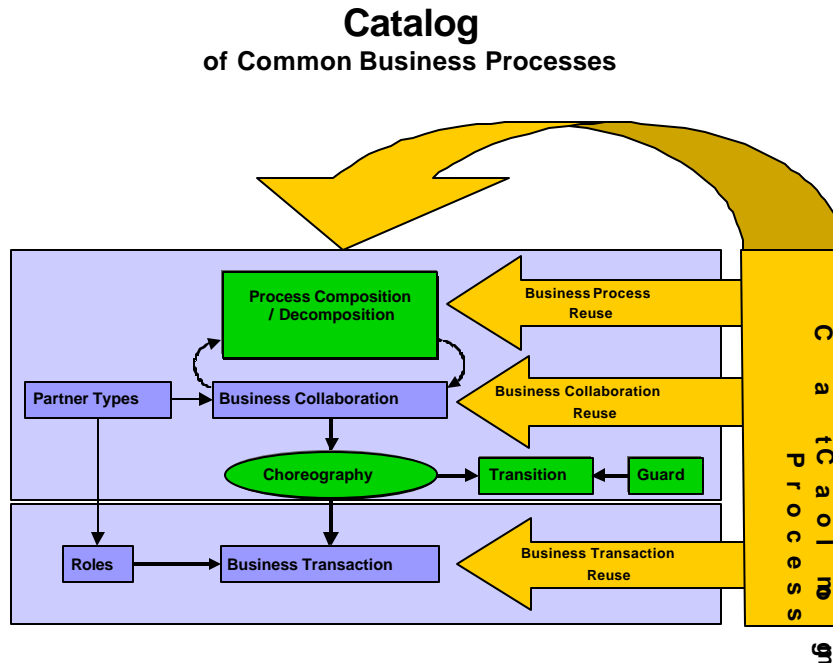 Catalog
of Common Business Processes
Process Composition
/ Decomposition
Business Process
Reuse
Partner Types
Business Collaboration
Business Collaboration
Reuse
Choreography
Transition
Guard
Roles
Business Transaction
Business Transaction
Reuse
Process